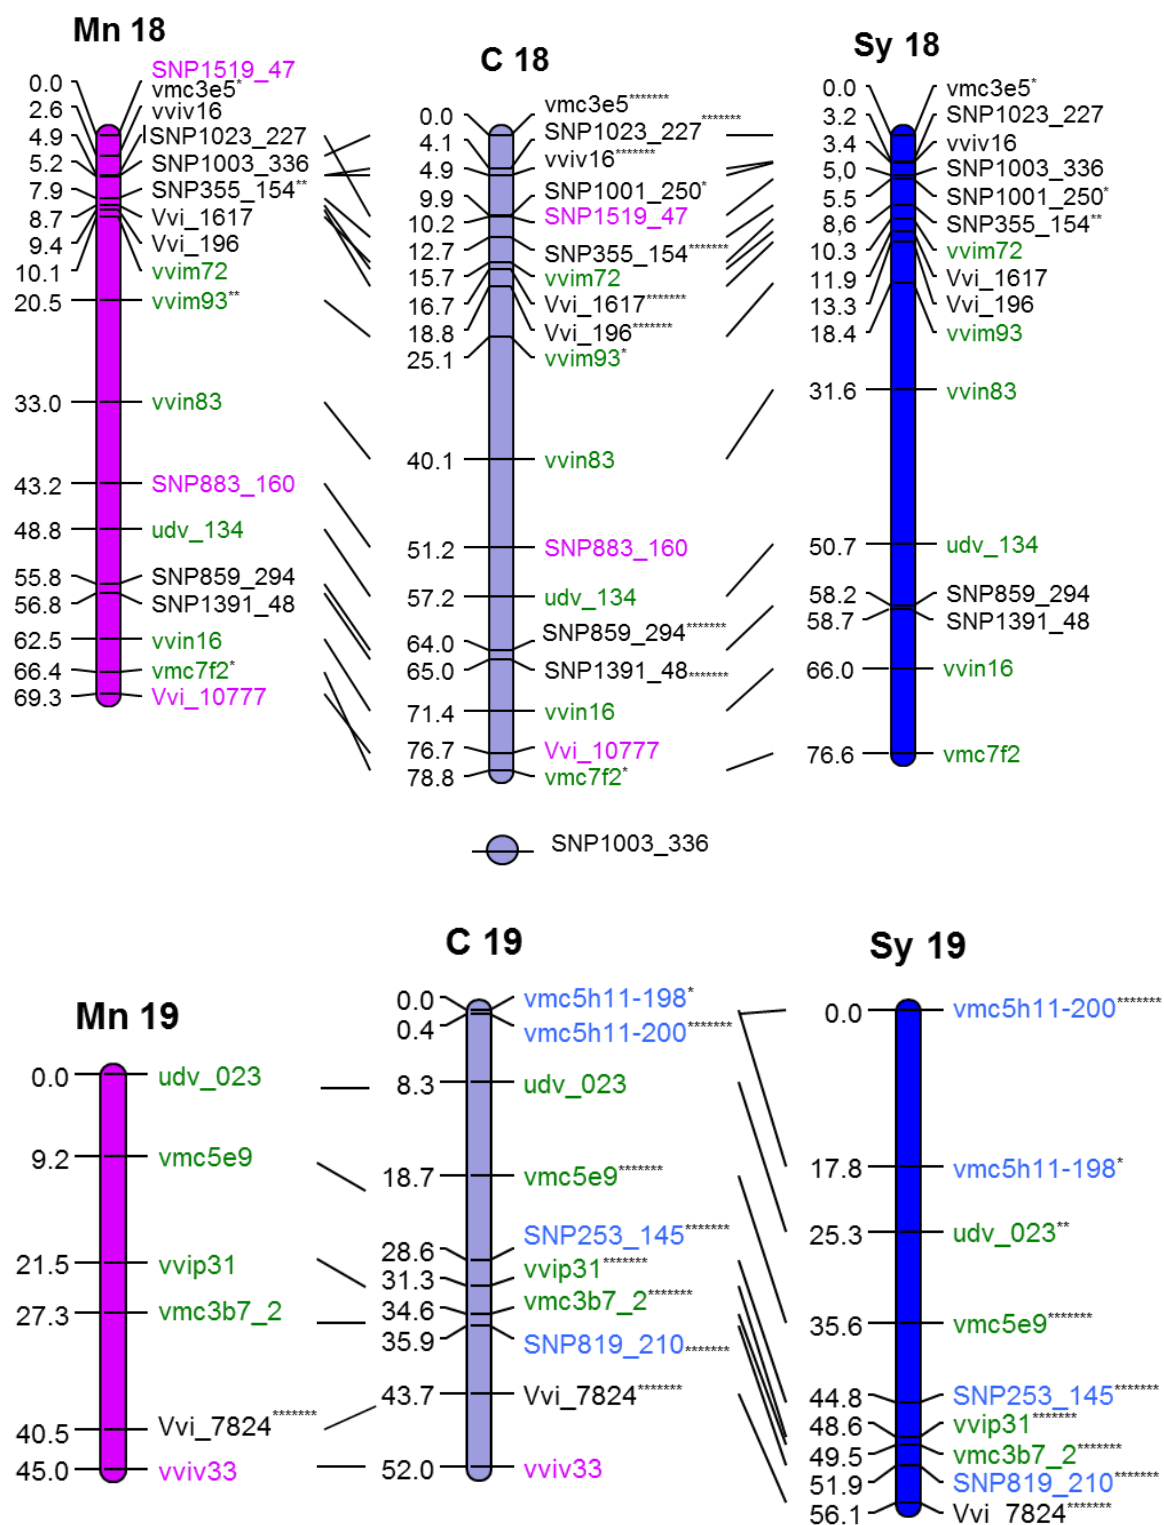 Mn 18
SNP1519_47
0.0 vmc3e5*
2.6 vviv16
4.9 SNP1023_227
5.2 SNP1003_336
7.9 SNP355_154**
8.7 Vvi_1617
9.4 Vvi_196
10.1 vvim72
20.5 vvim93**
33.0 vvin83
43.2 SNP883_160
48.8 udv_134
55.8 SNP859_294
56.8 SNP1391_48
62.5 vvin16
66.4 vmc7f2*
69.3 Vvi_10777
C 18
0.0 vmc3e5*******
4.1 SNP1023_227*******
4.9 vviv16*******
9.9 SNP1001_250*
10.2 SNP1519_47
12.7 SNP355_154*******
15.7 vvim72
16.7 Vvi_1617*******
18.8 Vvi_196*******
25.1 vvim93*
40.1 vvin83
51.2 SNP883_160
57.2 udv_134
64.0 SNP859_294*******
65.0 SNP1391_48*******
71.4 vvin16
76.7 Vvi_10777
78.8 vmc7f2*
SNP1003_336
Sy 18
0.0 vmc3e5*
3.2 SNP1023_227
3.4 vviv16
5,0 SNP1003_336
5.5 SNP1001_250*
8,6 SNP355_154**
10.3 vvim72
11.9 Vvi_1617
13.3 Vvi_196
18.4 vvim93
31.6 vvin83
50.7 udv_134
58.2 SNP859_294
58.7 SNP1391_48
66.0 vvin16
76.6 vmc7f2
Mn 19
0.0 udv_023
9.2 vmc5e9
21.5 vvip31
27.3 vmc3b7_2
40.5 Vvi_7824*******
45.0 vviv33
C 19
0.0 vmc5h11-198*
0.4 vmc5h11-200*******
8.3 udv_023
18.7 vmc5e9*******
28.6 SNP253_145*******
31.3 vvip31*******
34.6 vmc3b7_2*******
35.9 SNP819_210*******
43.7 Vvi_7824*******
52.0 vviv33
Sy 19
0.0 vmc5h11-200*******
17.8 vmc5h11-198*
25.3 udv_023**
35.6 vmc5e9*******
44.8 SNP253_145*******
48.6 vvip31*******
49.5 vmc3b7_2*******
51.9 SNP819_210*******
56.1 Vvi_7824*******